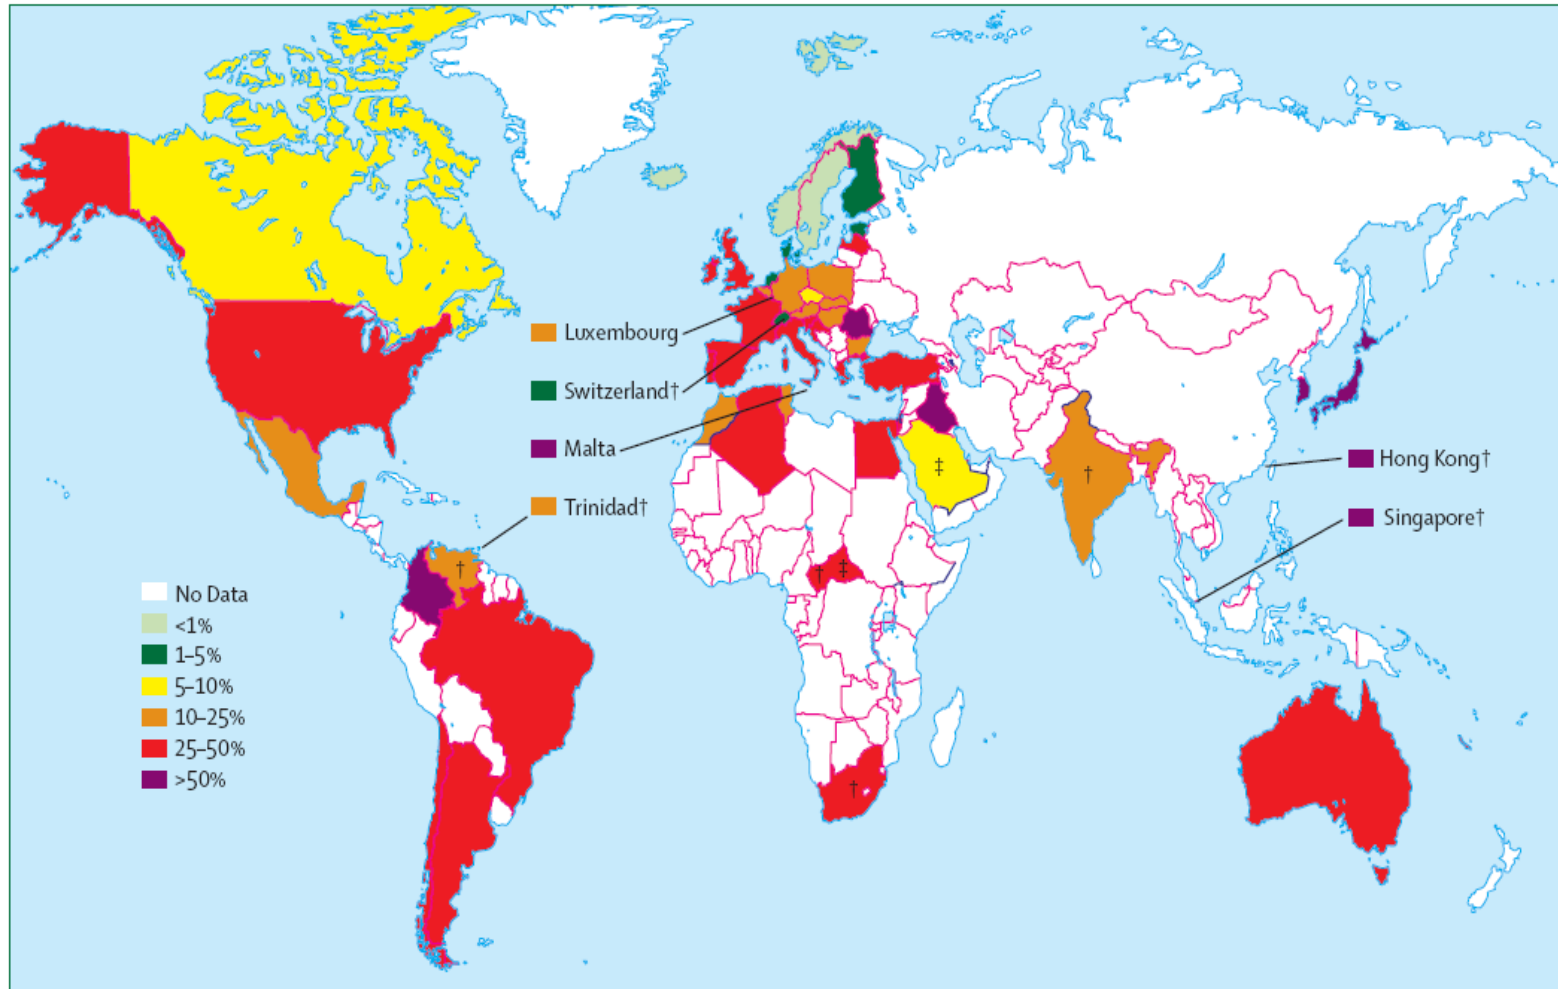 Luxembourg
Switzerland†
Malta
Trinidad†
Hong Kong†
Singapore†
‡
†
†
†
‡
†
No Data
<1%
1–5%
5–10%
10–25%
25–50%
>50%